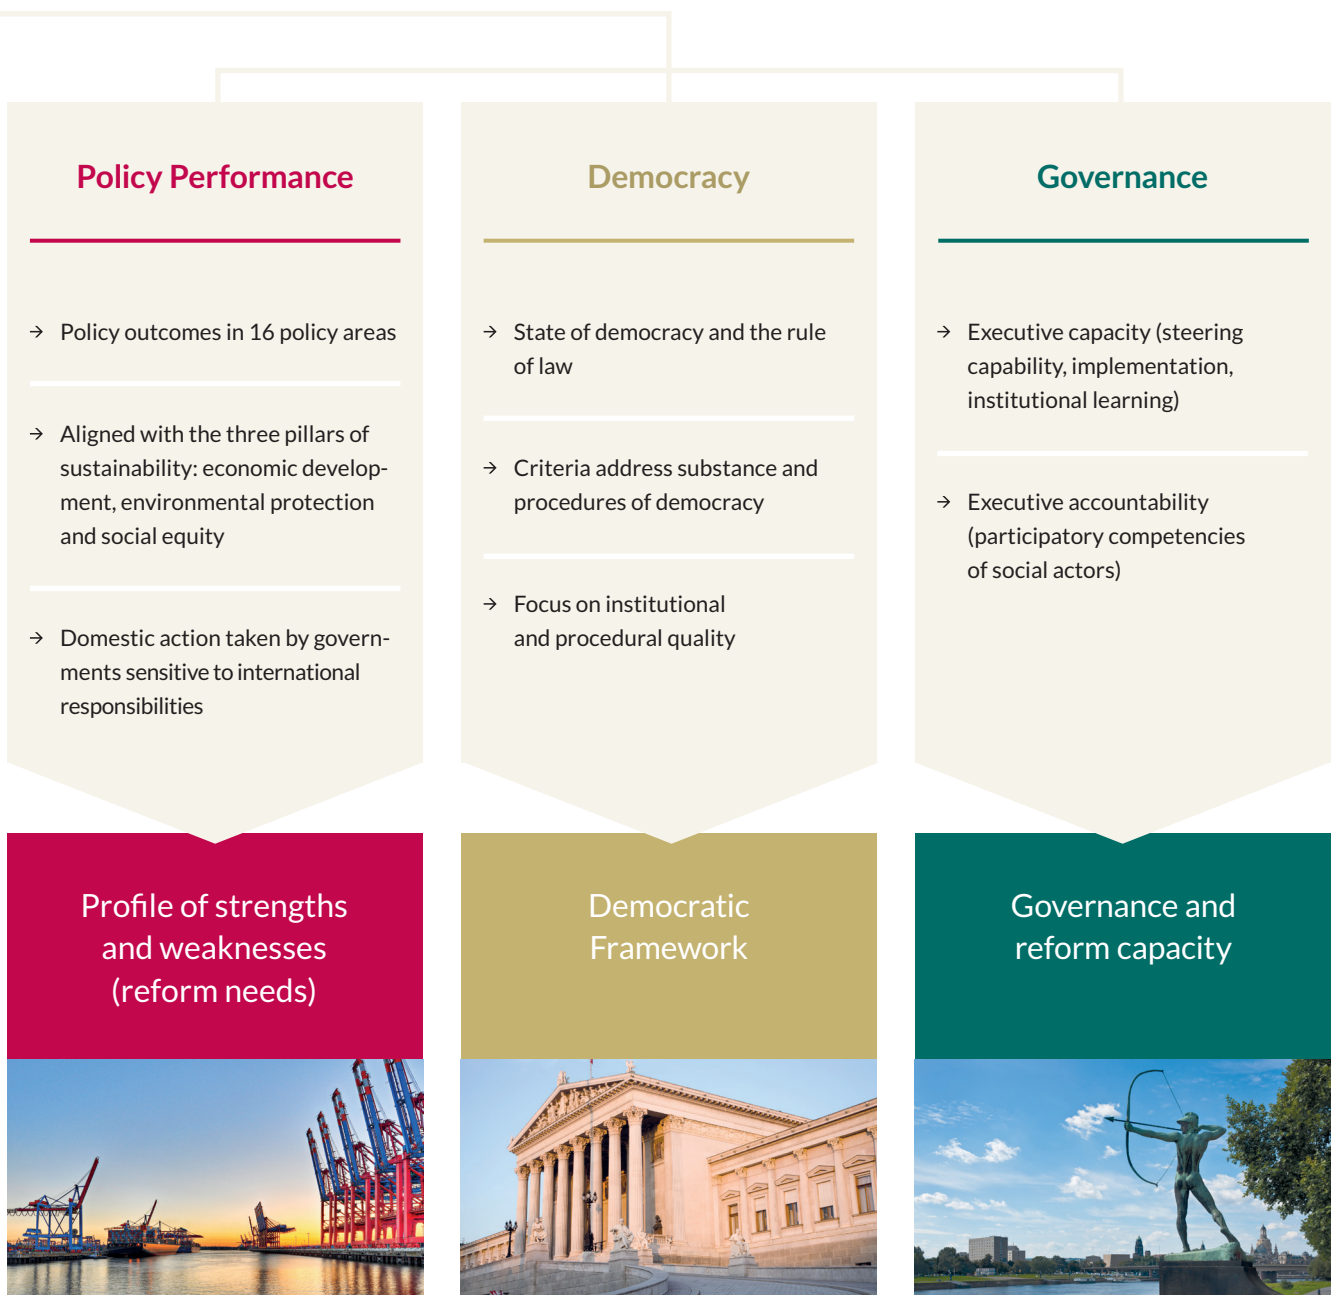 Policy Performance
→ Policy outcomes in 16 policy areas
→ Aligned with the three pillars of
sustainability: economic develop-
ment, environmental protection
and social equity
→ Domestic action taken by govern-
ments sensitive to international
responsibilities
Profile of strengths
and weaknesses
(reform needs)
Democracy
→ State of democracy and the rule
of law
→ Criteria address substance and
procedures of democracy
→ Focus on institutional
and procedural quality
Democratic
Framework
Governance
→ Executive capacity (steering
capability, implementation,
institutional learning)
→ Executive accountability
(participatory competencies
of social actors)
Governance and
reform capacity